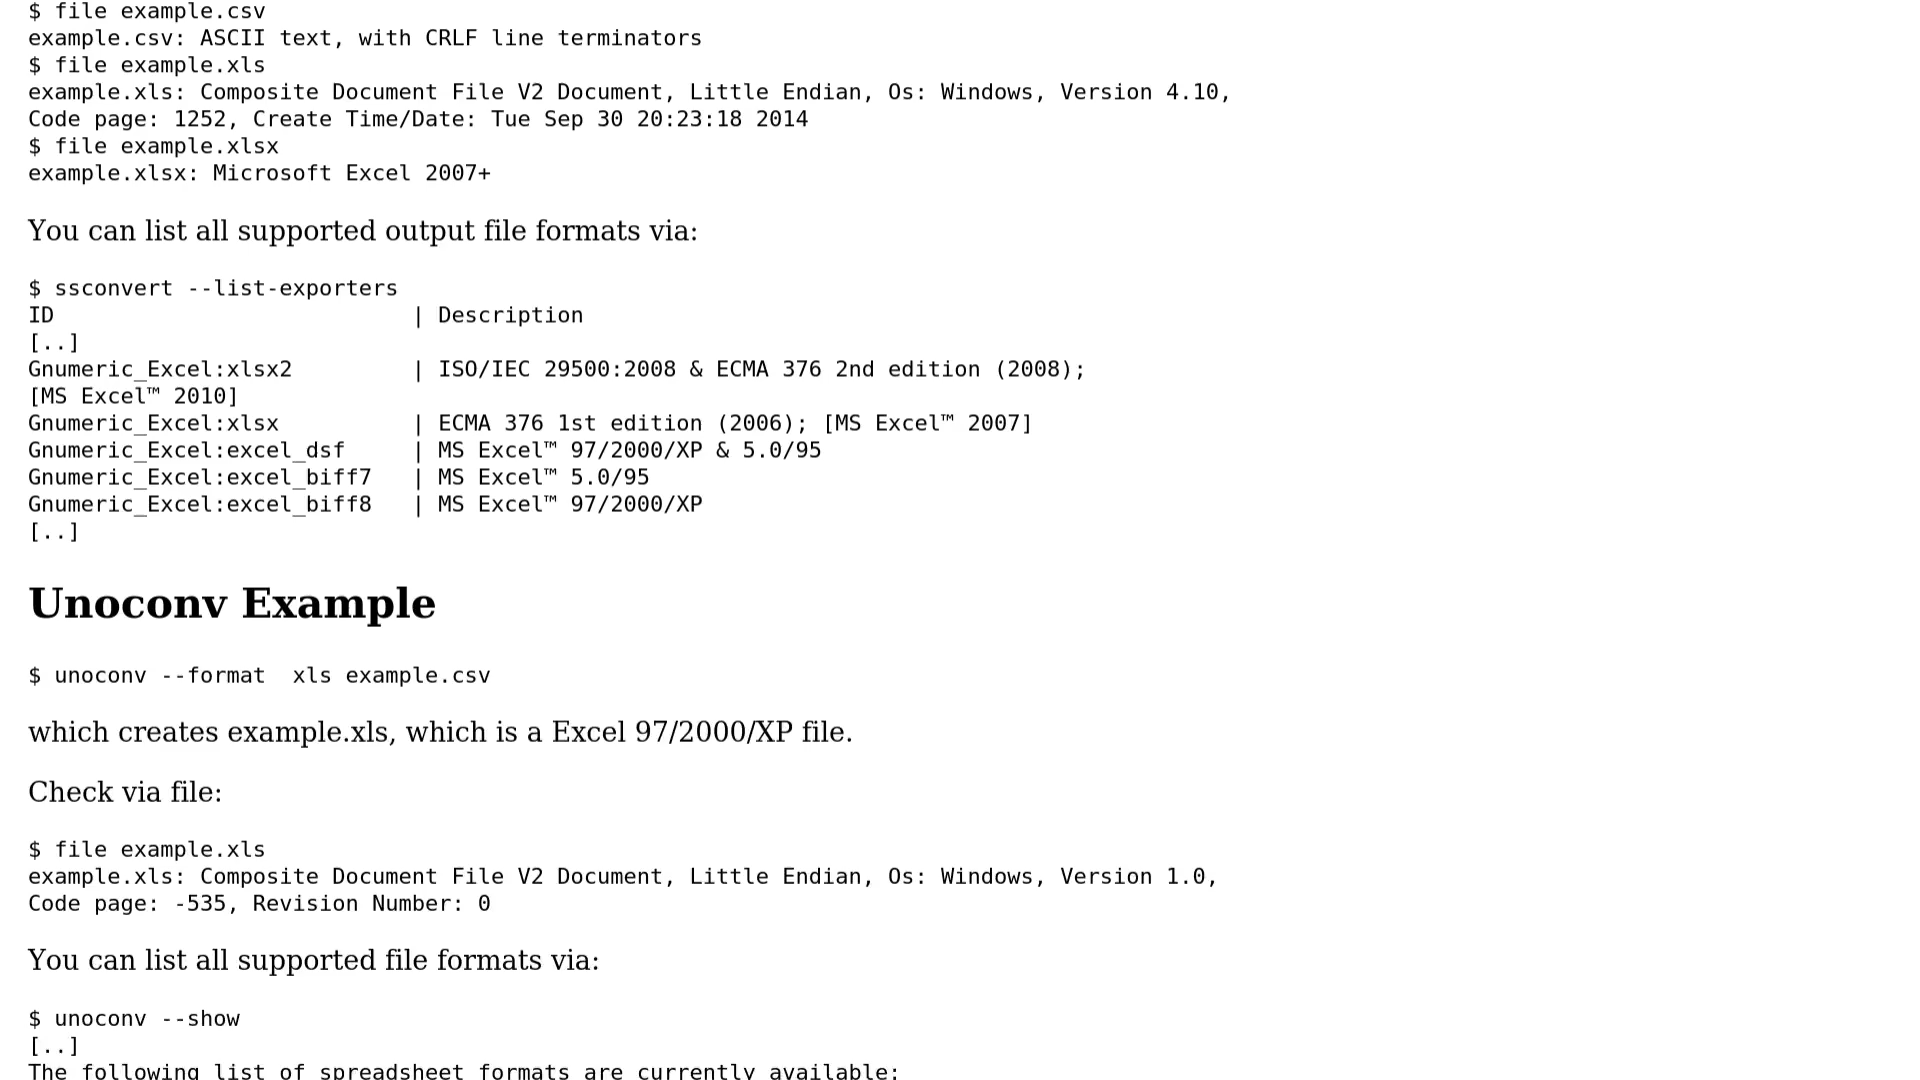 $ file example.csv
example.csv: ASCII text, with CRLF line terminators
$ file example.xls
example.xls: Composite Document File V2 Document, Little Endian, Os: Windows, Version 4.10,
Code page: 1252, Create Time/Date: Tue Sep 30 20:23:18 2014
$ file example.xlsx
example.xlsx: Microsoft Excel 2007+
You can list all supported output file formats via:
$ ssconvert --list-exporters
ID                           | Description
[..]
Gnumeric_Excel:xlsx2         | ISO/IEC 29500:2008 & ECMA 376 2nd edition (2008);
[MS Excel™ 2010]
Gnumeric_Excel:xlsx          | ECMA 376 1st edition (2006); [MS Excel™ 2007]
Gnumeric_Excel:excel_dsf     | MS Excel™ 97/2000/XP & 5.0/95
Gnumeric_Excel:excel_biff7   | MS Excel™ 5.0/95
Gnumeric_Excel:excel_biff8   | MS Excel™ 97/2000/XP
[..]
Unoconv Example
$ unoconv --format  xls example.csv
which creates example.xls, which is a Excel 97/2000/XP file.
Check via file:
$ file example.xls
example.xls: Composite Document File V2 Document, Little Endian, Os: Windows, Version 1.0,
Code page: -535, Revision Number: 0
You can list all supported file formats via:
$ unoconv --show
[..]
The following list of spreadsheet formats are currently available: